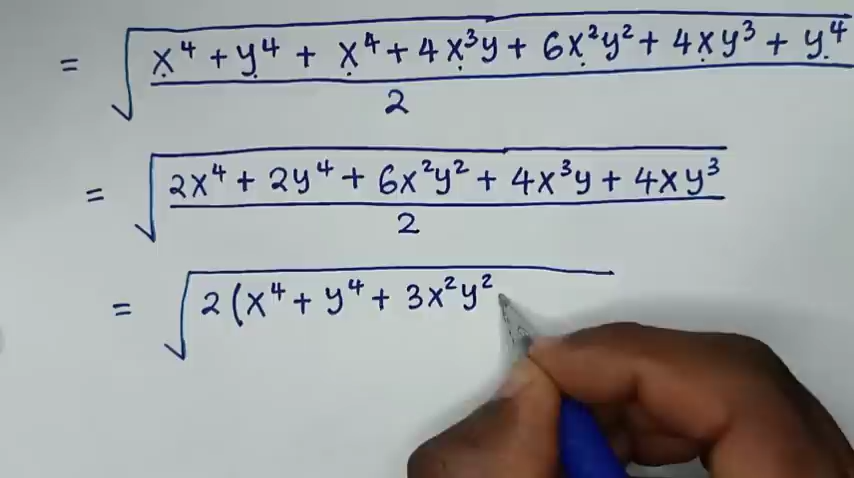 = √(x⁴ + y⁴ + x⁴ + 4x³y + 6x²y² + 4xy³ + y⁴)/2
= √(2x⁴ + 2y⁴ + 6x²y² + 4x³y + 4xy³)/2
= √2(x⁴ + y⁴ + 3x²y²